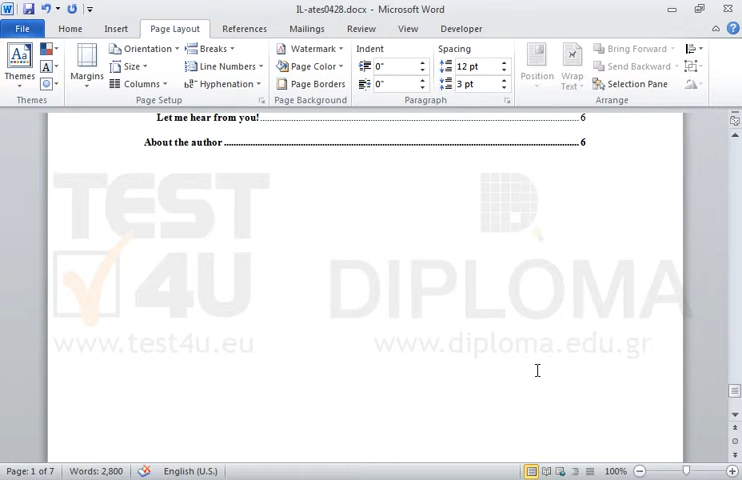 IL-ates0428.docx - Microsoft Word
File Home Insert Page Layout References Mailings Review View Developer
Themes
Themes
Margins
Orientation
Size
Columns
Breaks
Line Numbers
Hyphenation
Page Setup
Watermark
Page Color
Page Borders
Page Background
Indent
0"
0"
Spacing
12 pt
3 pt
Paragraph
Position
Wrap
Text
Bring Forward
Send Backward
Selection Pane
Arrange
Let me hear from you! 6
About the author 6
TEST
4U
www.test4u.eu
DIPLOMA
www.diploma.edu.gr
Page: 1 of 7 Words: 2,800 English (U.S.) 100%